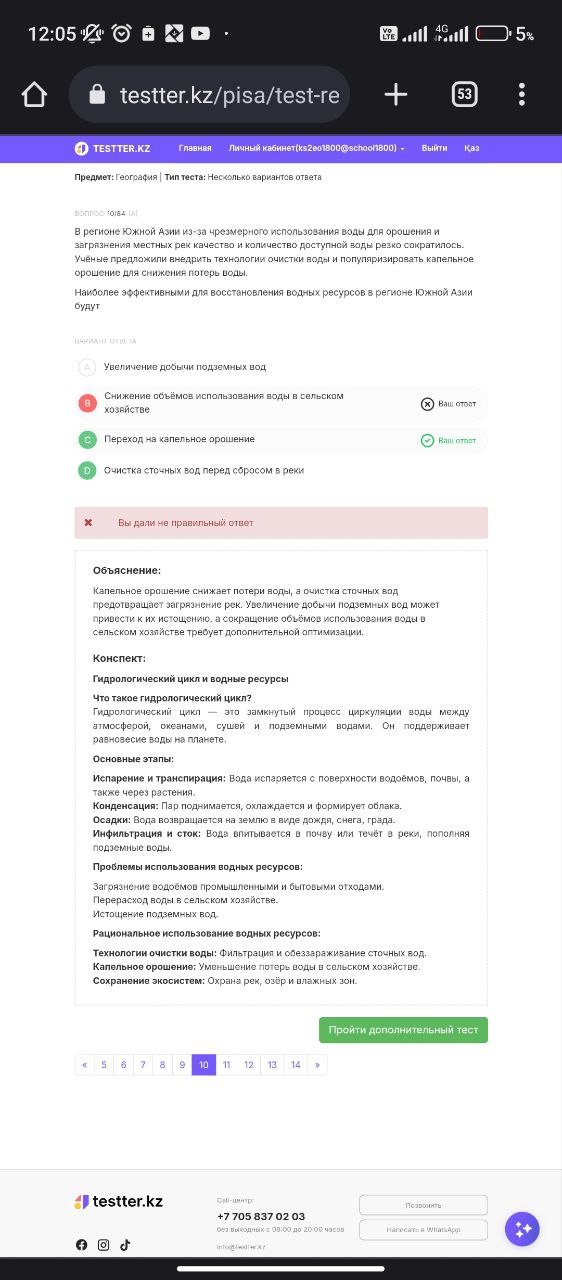 12:05
Vo LTE
4G
5%
testter.kz/pisa/test-re
53
TESTTER.KZ
Главная
Личный кабинет(ks2eo1800@school1800)
Выйти
Қаз
Предмет: География | Тип теста: Несколько вариантов ответа
ВОПРОС 10/84 (A)
В регионе Южной Азии из-за чрезмерного использования воды для орошения и
загрязнения местных рек качество и количество доступной воды резко сократилось.
Учёные предложили внедрить технологии очистки воды и популяризировать капельное
орошение для снижения потерь воды.
Наиболее эффективными для восстановления водных ресурсов в регионе Южной Азии
будут
ВАРИАНТ ОТВЕТА
A Увеличение добычи подземных вод
B Снижение объёмов использования воды в сельском
хозяйстве
Ваш ответ
C Переход на капельное орошение
Ваш ответ
D Очистка сточных вод перед сбросом в реки
Вы дали не правильный ответ
Объяснение:
Капельное орошение снижает потери воды, а очистка сточных вод
предотвращает загрязнение рек. Увеличение добычи подземных вод может
привести к их истощению, а сокращение объёмов использования воды в
сельском хозяйстве требует дополнительной оптимизации.
Конспект:
Гидрологический цикл и водные ресурсы
Что такое гидрологический цикл?
Гидрологический цикл — это замкнутый процесс циркуляции воды между
атмосферой, океанами, сушей и подземными водами. Он поддерживает
равновесие воды на планете.
Основные этапы:
Испарение и транспирация: Вода испаряется с поверхности водоёмов, почвы, а
также через растения.
Конденсация: Пар поднимается, охлаждается и формирует облака.
Осадки: Вода возвращается на землю в виде дождя, снега, града.
Инфильтрация и сток: Вода впитывается в почву или течёт в реки, пополняя
подземные воды.
Проблемы использования водных ресурсов:
Загрязнение водоёмов промышленными и бытовыми отходами.
Перерасход воды в сельском хозяйстве.
Истощение подземных вод.
Рациональное использование водных ресурсов:
Технологии очистки воды: Фильтрация и обеззараживание сточных вод.
Капельное орошение: Уменьшение потерь воды в сельском хозяйстве.
Сохранение экосистем: Охрана рек, озёр и влажных зон.
Пройти дополнительный тест
« 5 6 7 8 9 10 11 12 13 14 »
testter.kz
Call-центр:
+7 705 837 02 03
без выходных с 08:00 до 20:00 часов
info@testter.kz
Позвонить
Написать в WhatsApp